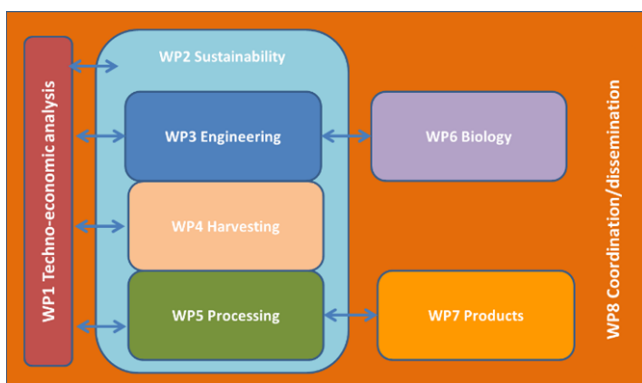 WP1 Techno-economic analysis
WP2 Sustainability
WP3 Engineering
WP6 Biology
WP4 Harvesting
WP5 Processing
WP7 Products
WP8 Coordination/dissemination